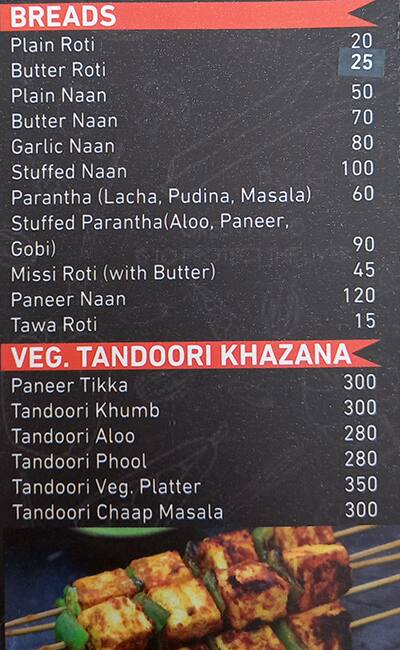 BREADS
Plain Roti 20
Butter Roti 25
Plain Naan 50
Butter Naan 70
Garlic Naan 80
Stuffed Naan 100
Parantha (Lacha, Pudina, Masala) 60
Stuffed Parantha(Aloo, Paneer,
Gobi) 90
Missi Roti (with Butter) 45
Paneer Naan 120
Tawa Roti 15
VEG. TANDOORI KHAZANA
Paneer Tikka 300
Tandoori Khumb 300
Tandoori Aloo 280
Tandoori Phool 280
Tandoori Veg. Platter 350
Tandoori Chaap Masala 300